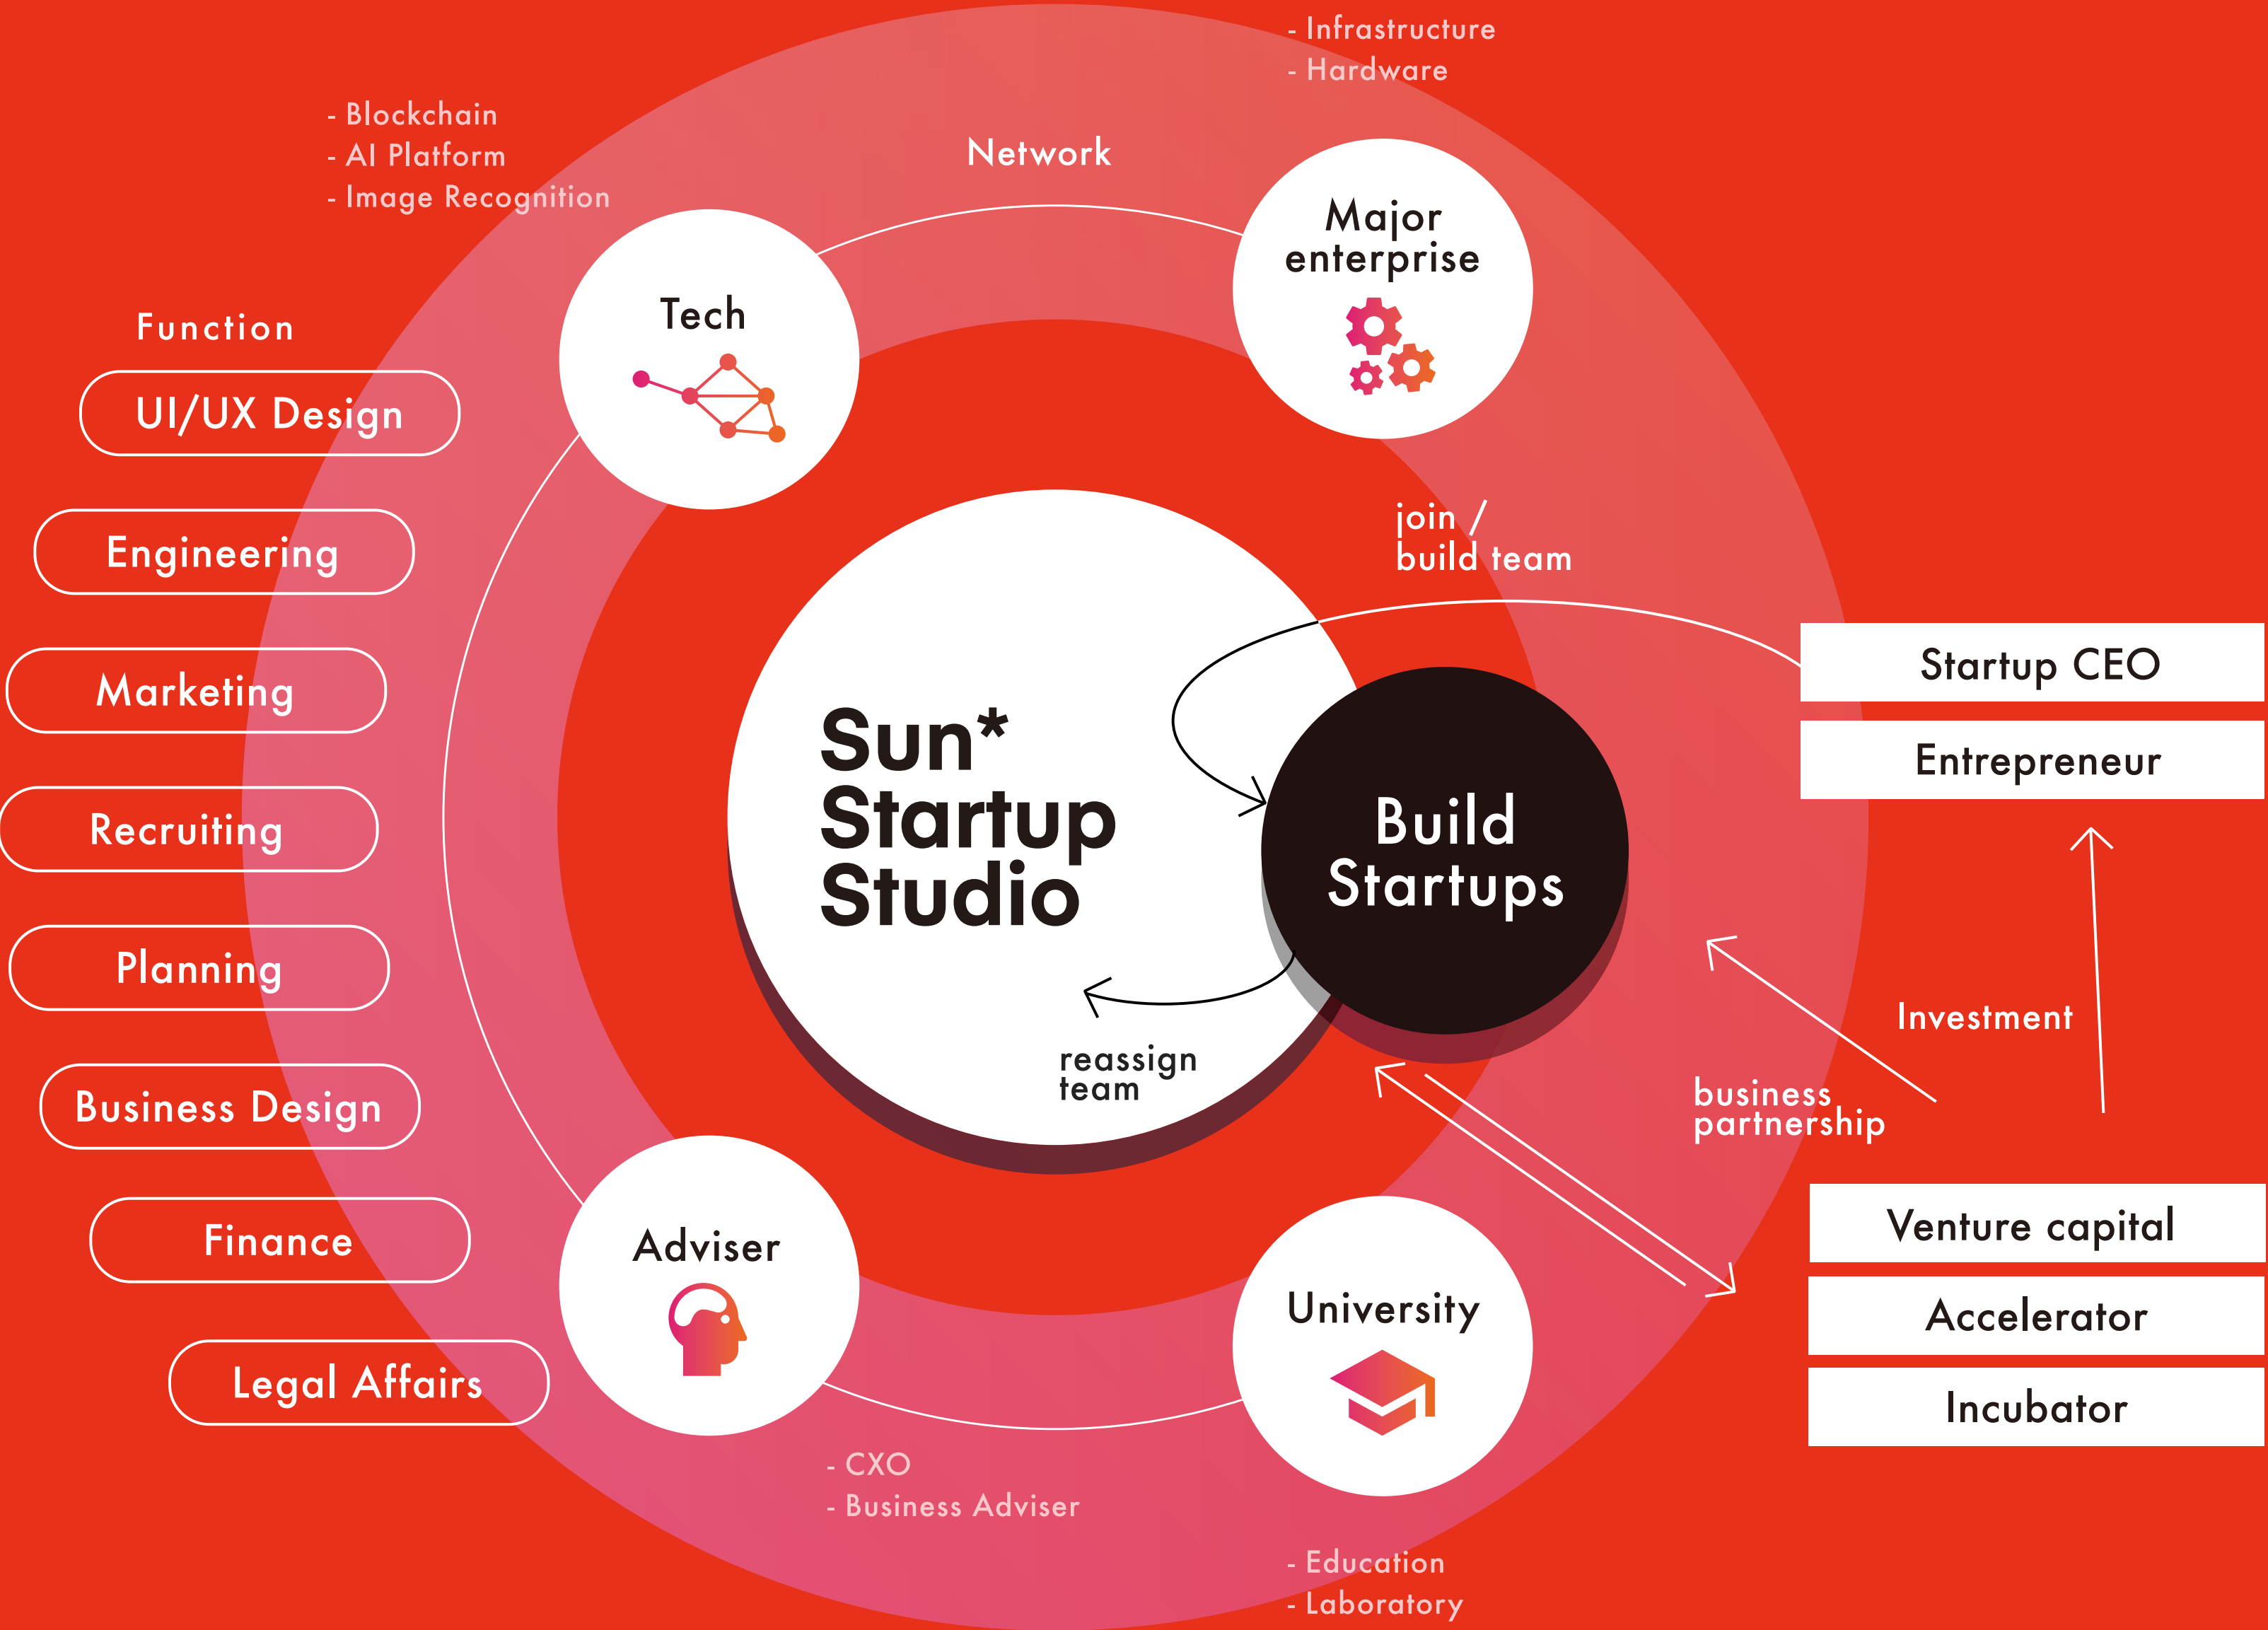 - Infrastructure
- Hardware
- Blockchain
- AI Platform
- Image Recognition
Network
Major
enterprise
Tech
Function
UI/UX Design
Engineering
Marketing
Recruiting
Planning
Business Design
Finance
Legal Affairs
join /
build team
Startup CEO
Entrepreneur
Sun*
Startup
Studio
Build
Startups
reassign
team
Investment
business
partnership
Venture capital
Accelerator
Incubator
Adviser
University
- CXO
- Business Adviser
- Education
- Laboratory